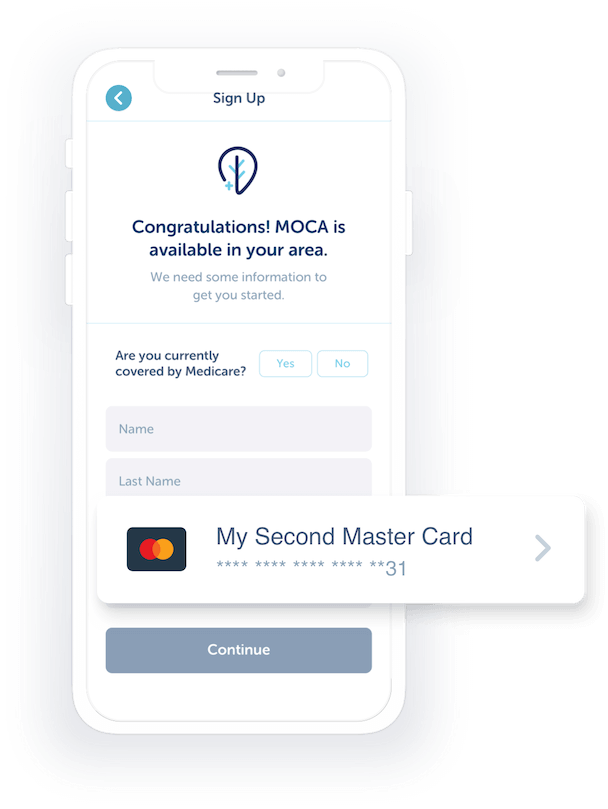 Sign Up
Congratulations! MOCA is
available in your area.
We need some information to
get you started.
Are you currently
covered by Medicare?
Yes
No
Name
Last Name
My Second Master Card
**** **** **** **** **31
Continue